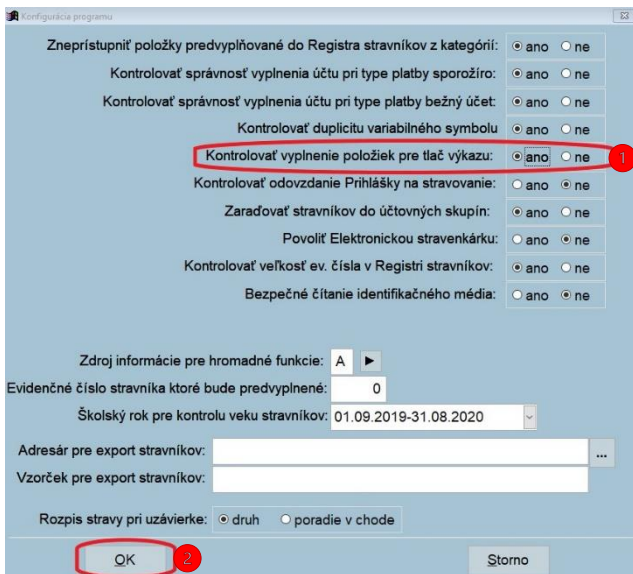 Konfigurácia programu
Zneprístupniť položky predvyplňované do Registra stravníkov z kategórií: ano ne
Kontrolovať správnosť vyplnenia účtu pri type platby sporožíro: ano ne
Kontrolovať správnosť vyplnenia účtu pri type platby bežný účet: ano ne
Kontrolovať duplicitu variabilného symbolu ano ne
Kontrolovať vyplnenie položiek pre tlač výkazu: ano ne 1
Kontrolovať odovzdanie Prihlášky na stravovanie: ano ne
Zaraďovať stravníkov do účtovných skupín: ano ne
Povoliť Elektronickou stravenkárku: ano ne
Kontrolovať veľkosť ev. čísla v Registri stravníkov: ano ne
Bezpečné čítanie identifikačného média: ano ne
Zdroj informácie pre hromadné funkcie: A
Evidenčné číslo stravníka ktoré bude predvyplnené: 0
Školský rok pre kontrolu veku stravníkov: 01.09.2019-31.08.2020
Adresár pre export stravníkov: ...
Vzorček pre export stravníkov:
Rozpis stravy pri uzávierke: druh poradie v chode
OK 2 Storno